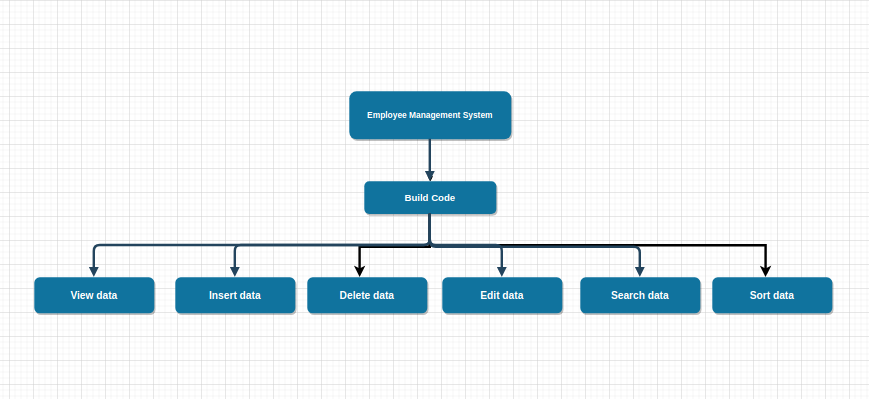 Employee Management System
Build Code
View data
Insert data
Delete data
Edit data
Search data
Sort data